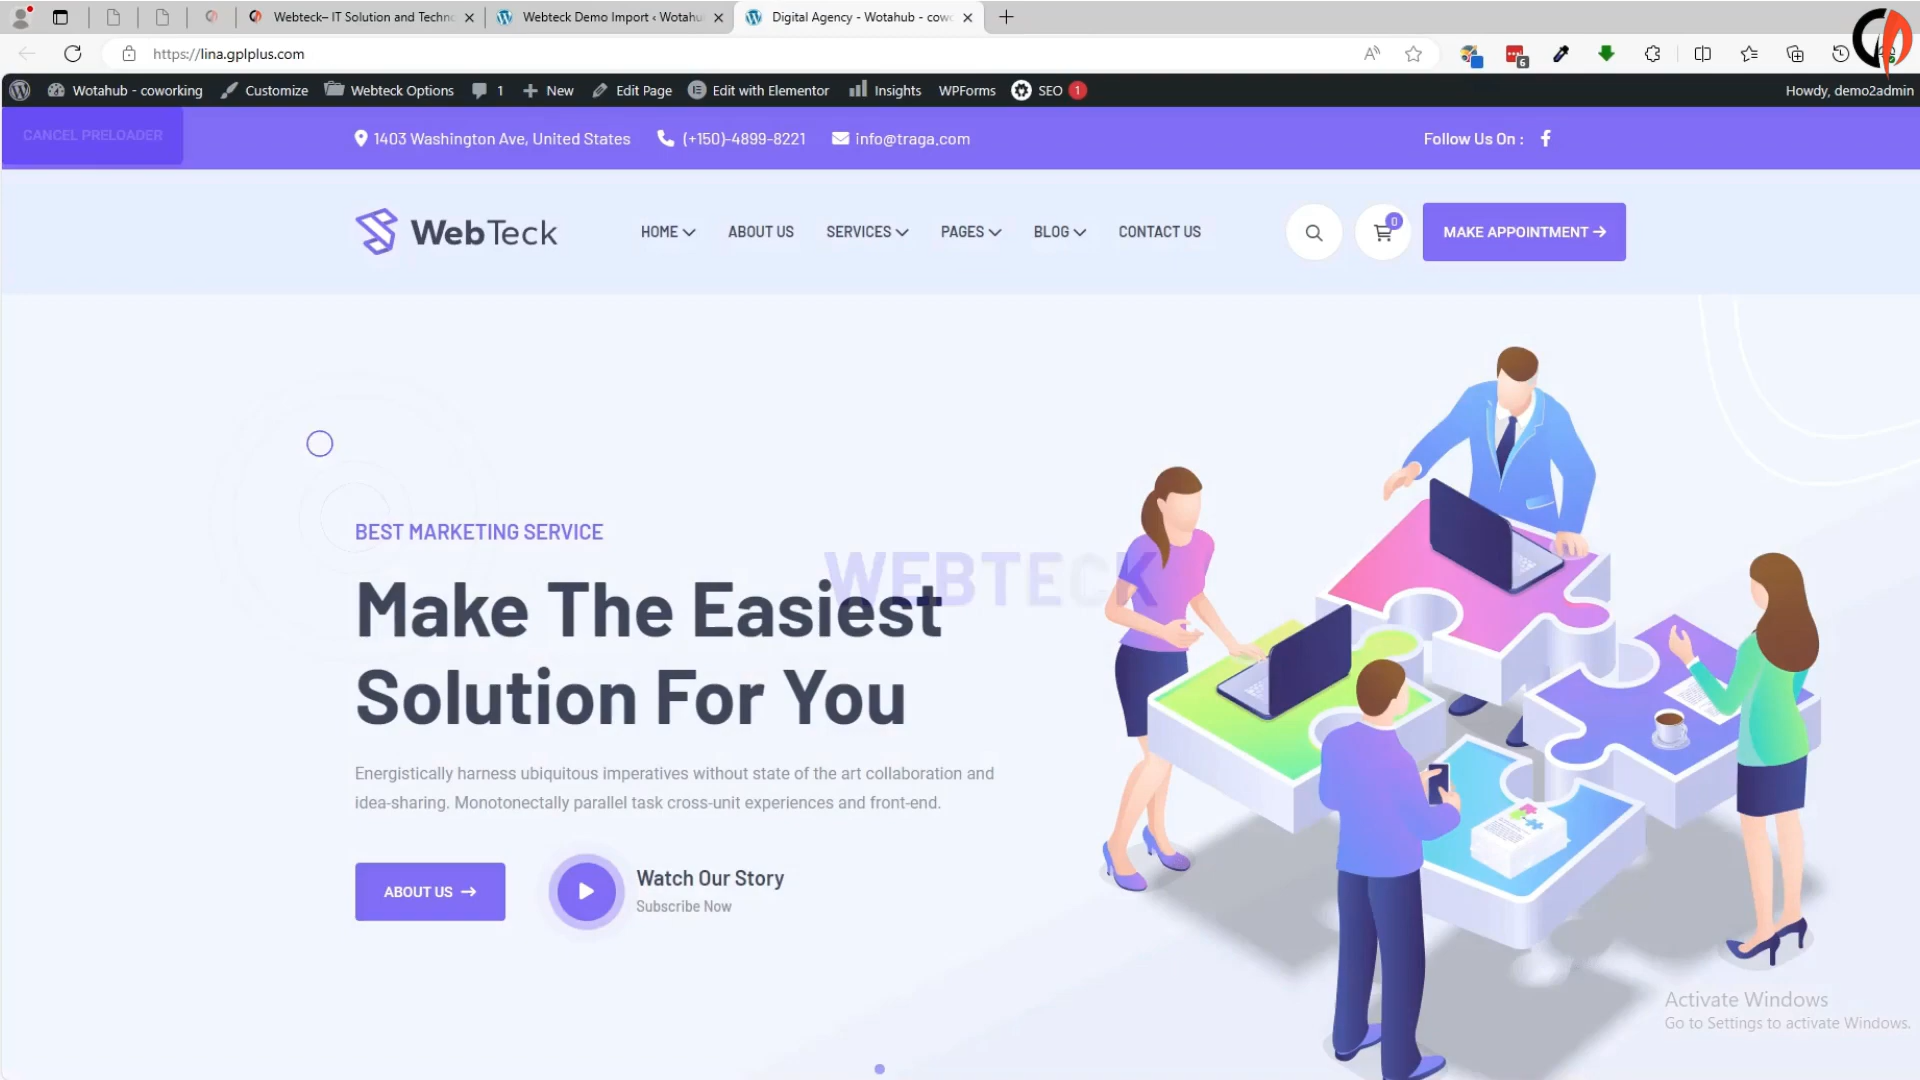 Webteck– IT Solution and Techno
Webteck Demo Import ‹ Wotahu
Digital Agency - Wotahub - cow
https://lina.gplplus.com
6
Wotahub - coworking
Customize
Webteck Options
1
New
Edit Page
Edit with Elementor
Insights
WPForms
SEO
1
Howdy, demo2admin
CANCEL PRELOADER
1403 Washington Ave, United States
(+150)-4899-8221
info@traga.com
Follow Us On :
WebTeck
HOME
ABOUT US
SERVICES
PAGES
BLOG
CONTACT US
0
MAKE APPOINTMENT
BEST MARKETING SERVICE
WEBTECK
Make The Easiest
Solution For You
Energistically harness ubiquitous imperatives without state of the art collaboration and
idea-sharing. Monotonectally parallel task cross-unit experiences and front-end.
ABOUT US
Watch Our Story
Subscribe Now
Activate Windows
Go to Settings to activate Windows.